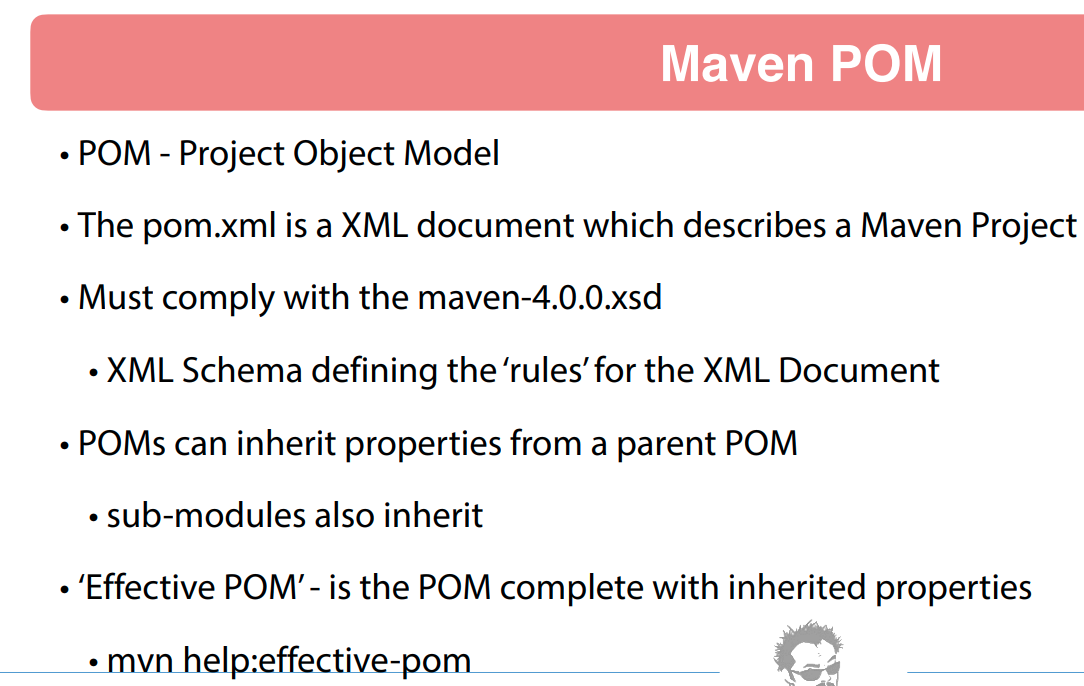 Maven POM
• POM - Project Object Model
• The pom.xml is a XML document which describes a Maven Project
• Must comply with the maven-4.0.0.xsd
• XML Schema defining the ‘rules’ for the XML Document
• POMs can inherit properties from a parent POM
• sub-modules also inherit
• ‘Effective POM’ - is the POM complete with inherited properties
• mvn help:effective-pom